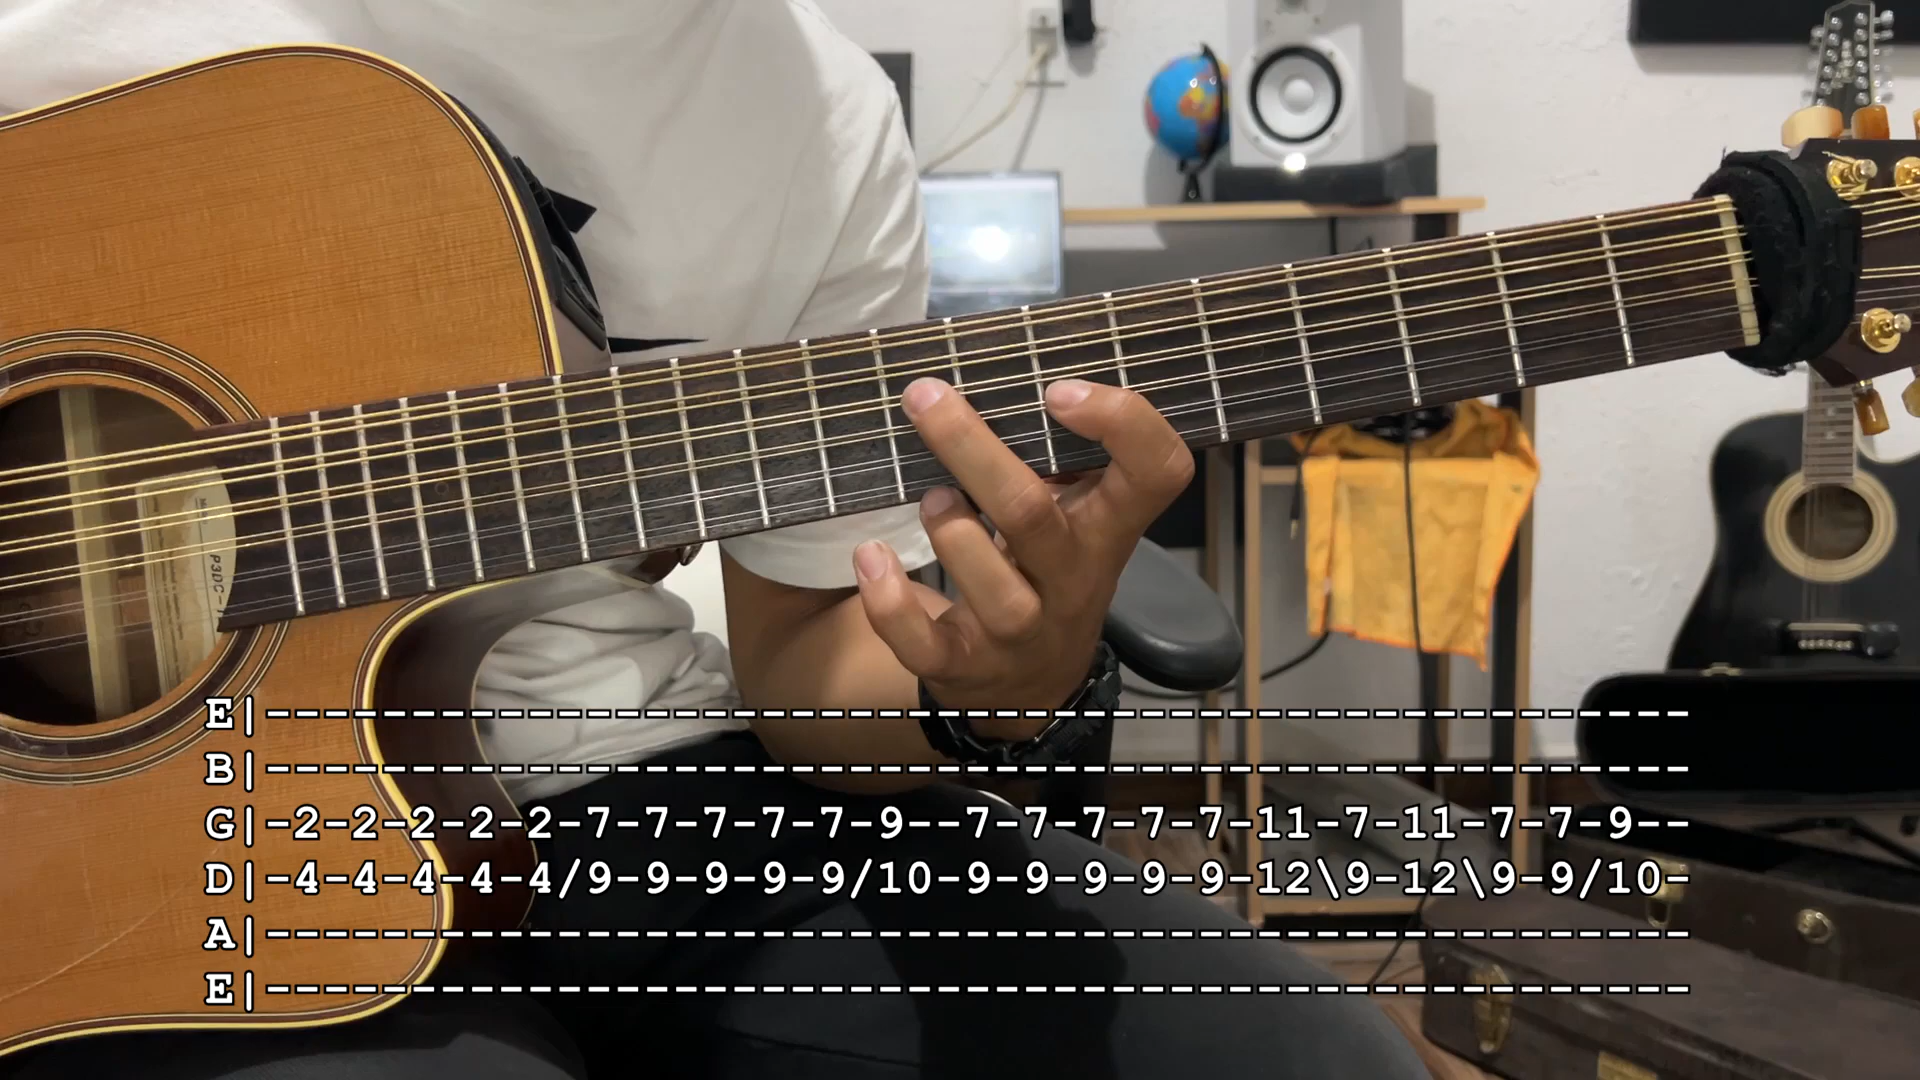 P3DC-1
E|-------------------------------------------------
B|-------------------------------------------------
G|-2-2-2-2-2-7-7-7-7-7-9--7-7-7-7-7-11-7-11-7-7-9--
D|-4-4-4-4-4/9-9-9-9-9/10-9-9-9-9-9-12\9-12\9-9/10-
A|-------------------------------------------------
E|-------------------------------------------------